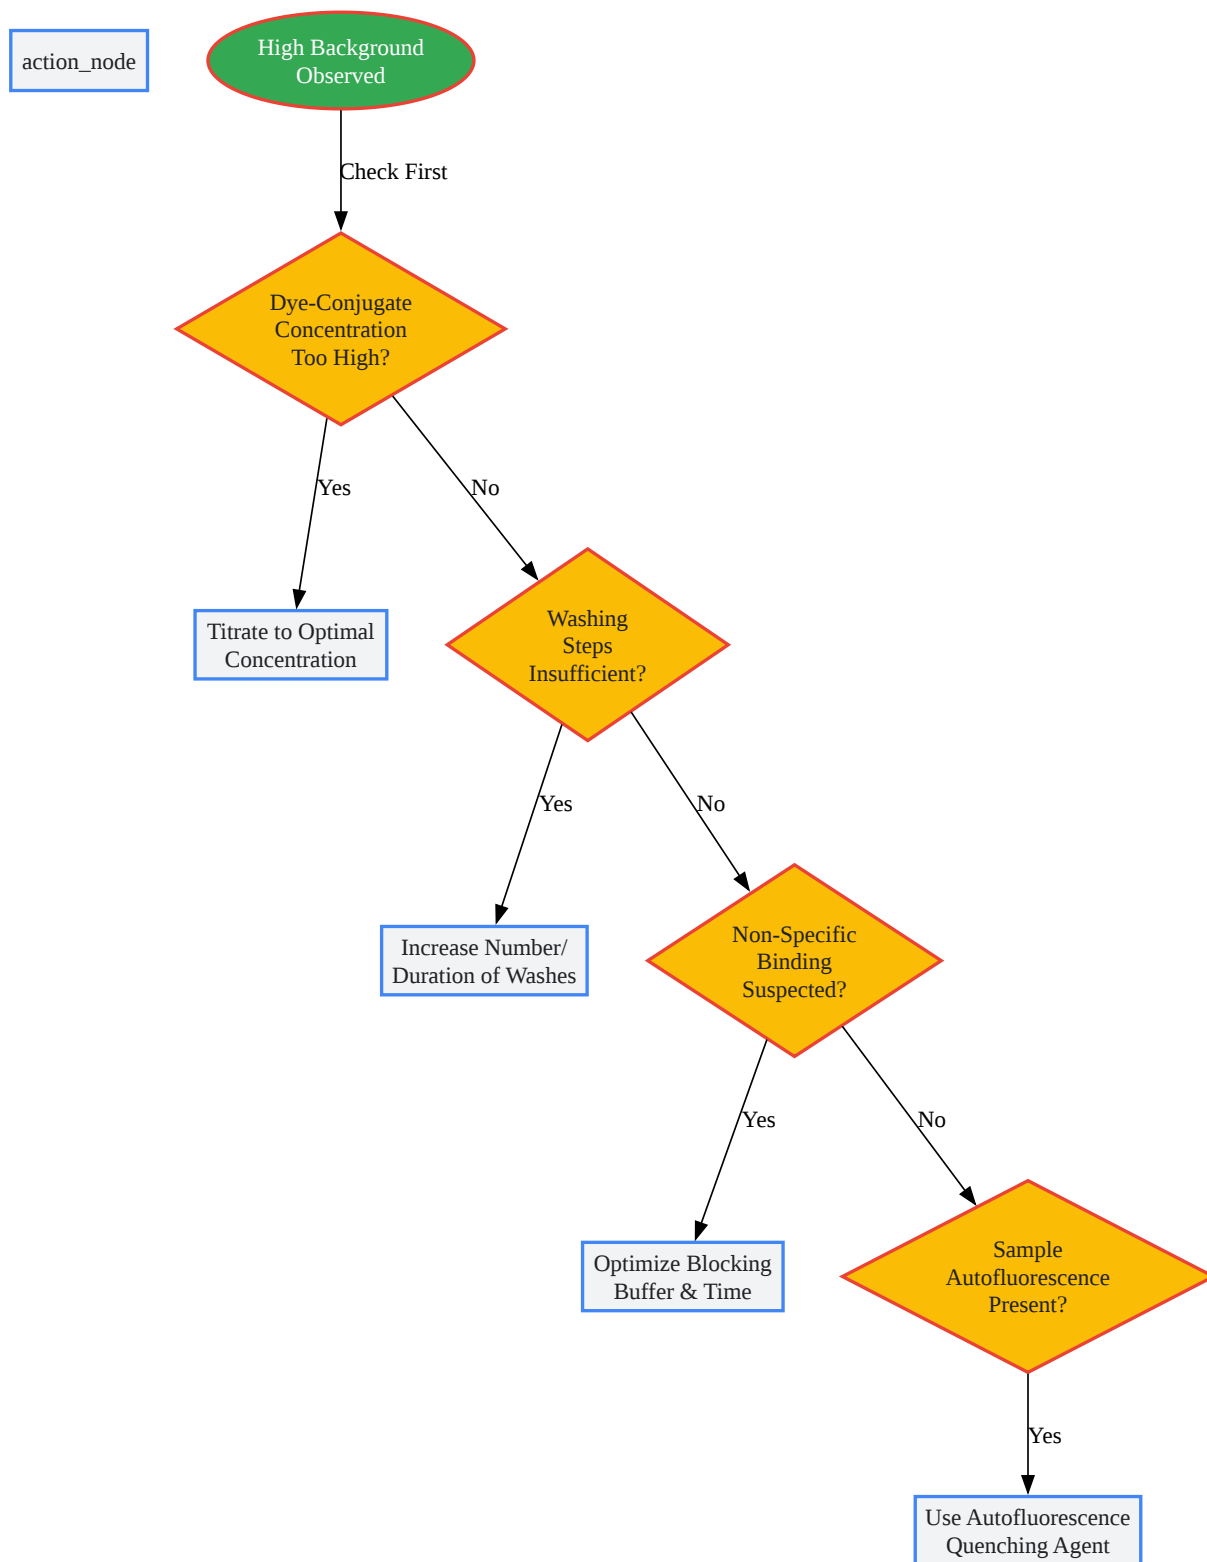 action_node
High Background
Observed
Check First
Dye-Conjugate
Concentration
Too High?
Yes
No
Titrate to Optimal
Concentration
Washing
Steps
Insufficient?
Yes
No
Increase Number/
Duration of Washes
Non-Specific
Binding
Suspected?
Yes
No
Optimize Blocking
Buffer & Time
Sample
Autofluorescence
Present?
Yes
Use Autofluorescence
Quenching Agent